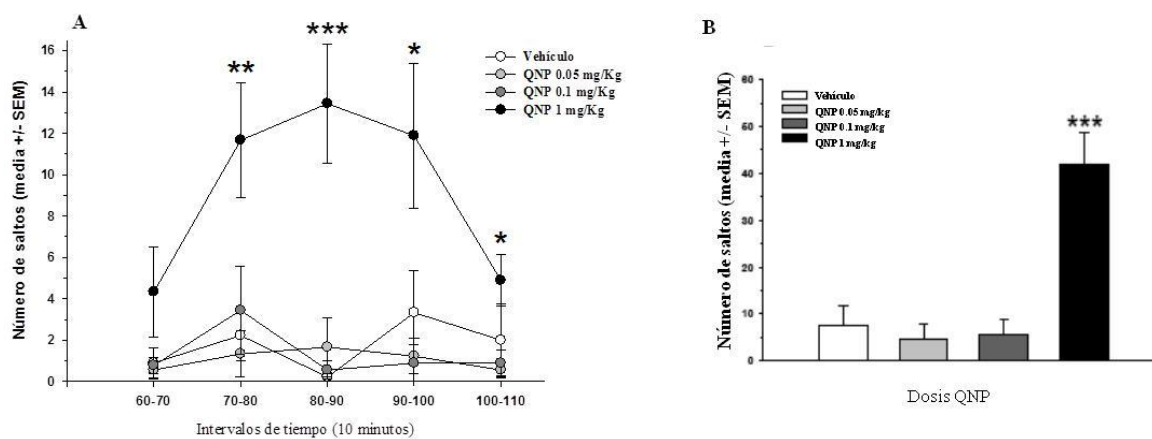 A
Número de saltos (media +/- SEM)
16
14
12
10
8
6
4
2
0
**
***
*
*
Vehículo
QNP 0.05 mg/Kg
QNP 0.1 mg/Kg
QNP 1 mg/Kg
60-70 70-80 80-90 90-100 100-110
Intervalos de tiempo (10 minutos)
B
Número de saltos (media +/- SEM)
60
60
40
20
10
0
Vehículo
QNP 0.05 mg/kg
QNP 0.1 mg/kg
QNP 1 mg/kg
***
Dosis QNP